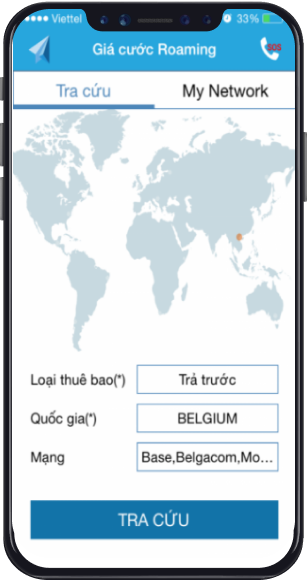 Viettel 33%
Giá cước Roaming SOS
Tra cứu My Network
Loại thuê bao(*) Trả trước
Quốc gia(*) BELGIUM
Mạng Base,Belgacom,Mo...
TRA CỨU